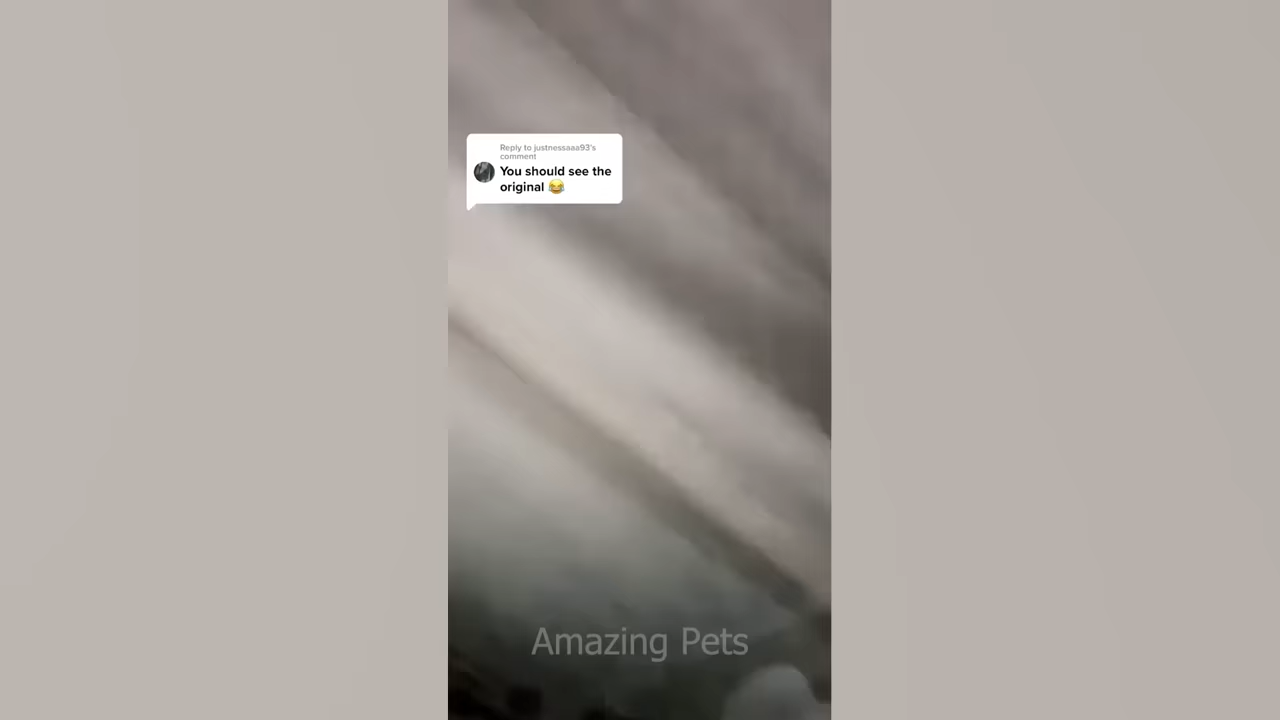 Reply to justnessaaa93's
comment
You should see the
original 😂
Amazing Pets